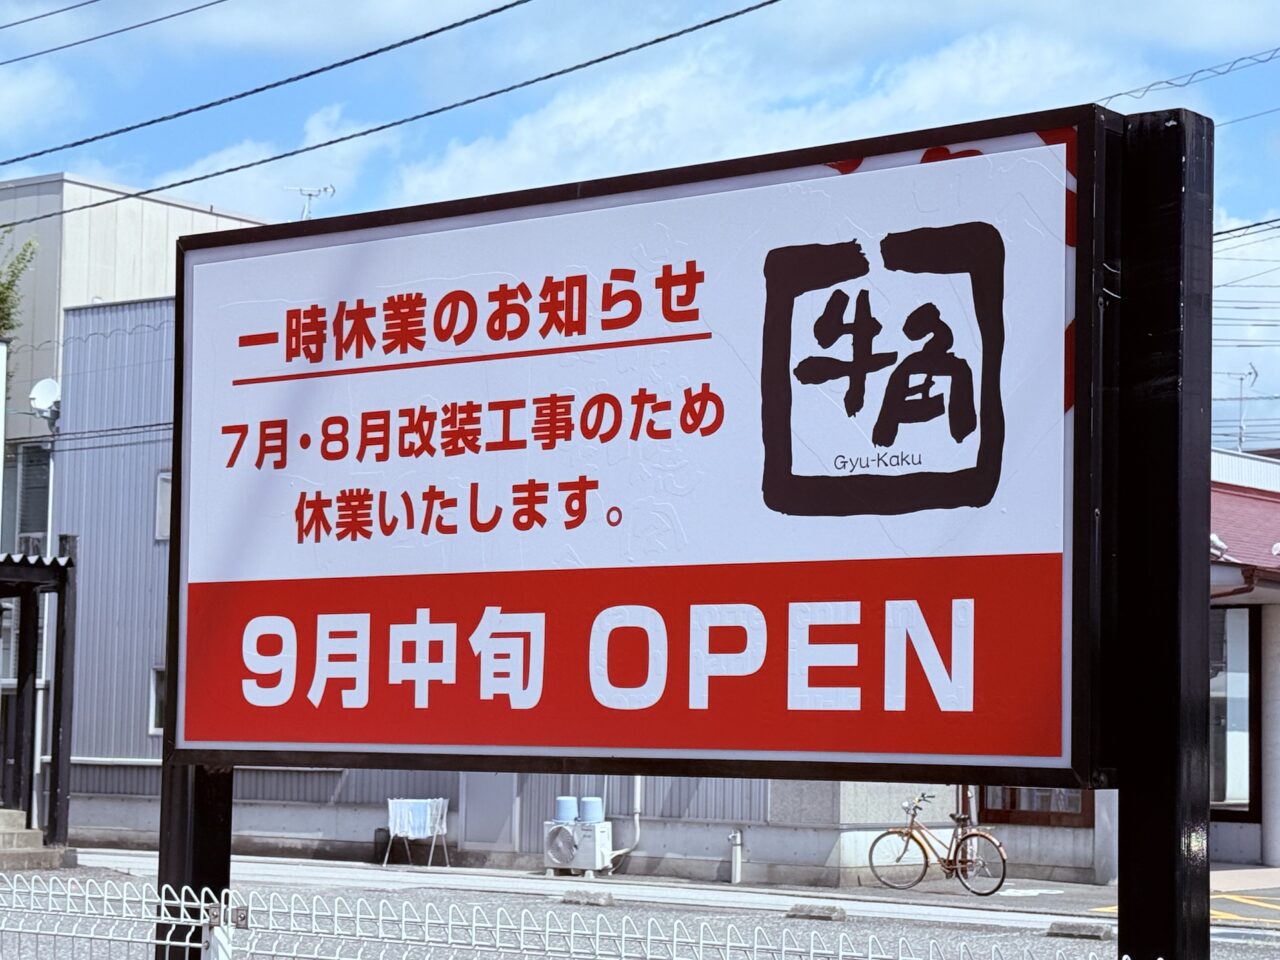 一時休業のお知らせ
7月・8月改装工事のため
休業いたします。
牛角
Gyu-Kaku
9月中旬 OPEN